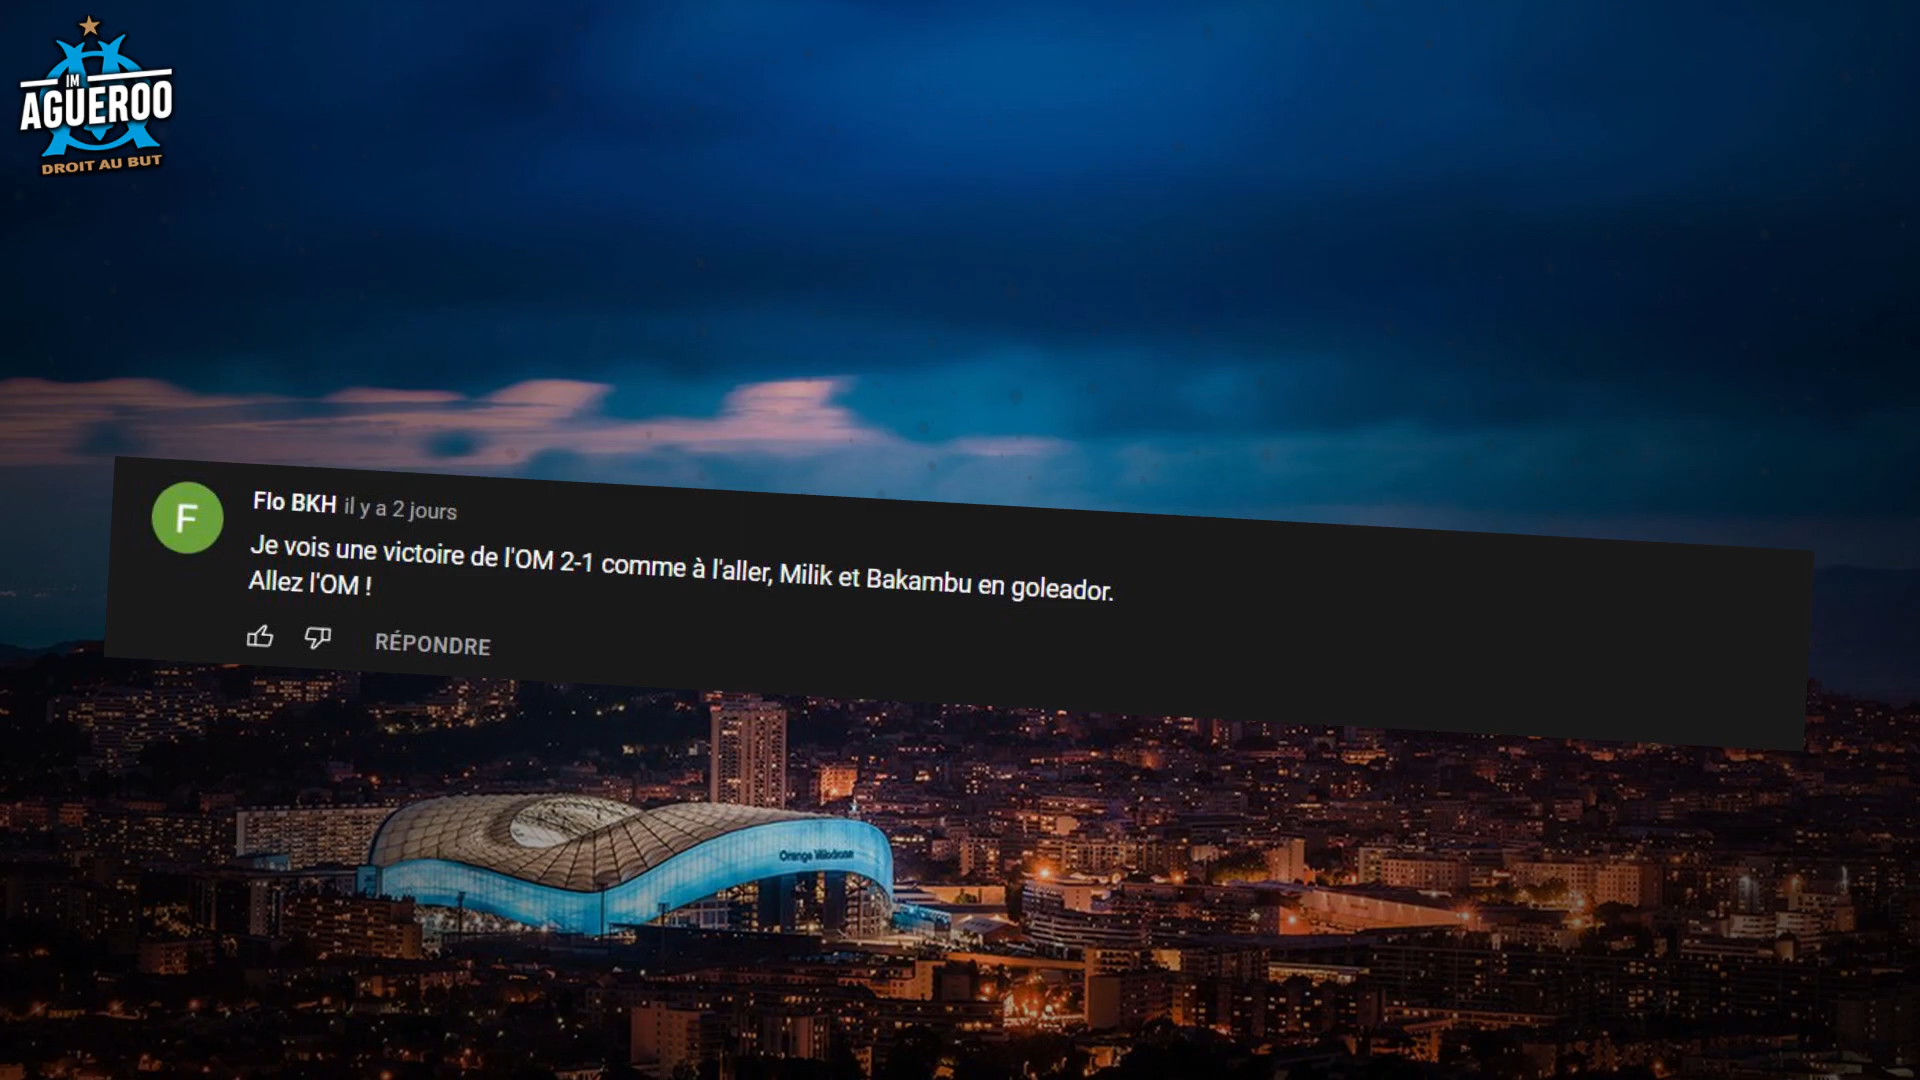 IM
AGUEROO
DROIT AU BUT
Flo BKH il y a 2 jours
Je vois une victoire de l'OM 2-1 comme à l'aller, Milik et Bakambu en goleador.
Allez l'OM !
RÉPONDRE
Orange Vélodrome